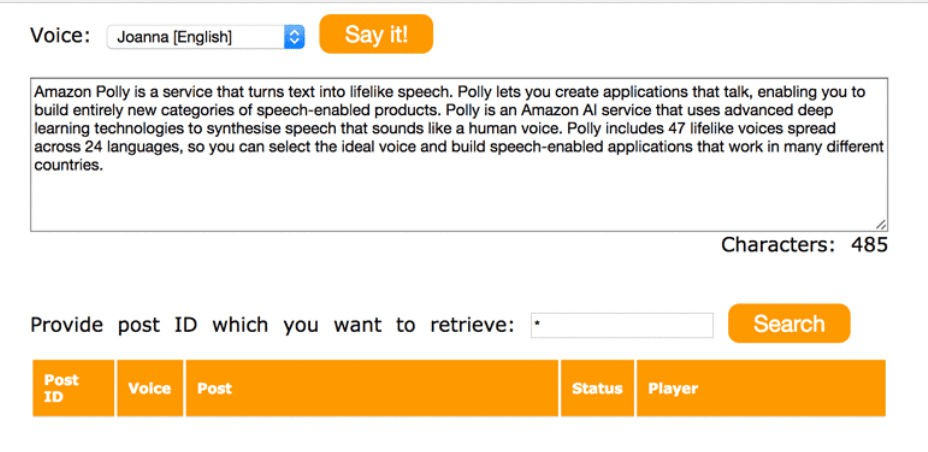 Voice: Joanna [English] Say it!
Amazon Polly is a service that turns text into lifelike speech. Polly lets you create applications that talk, enabling you to
build entirely new categories of speech-enabled products. Polly is an Amazon AI service that uses advanced deep
learning technologies to synthesise speech that sounds like a human voice. Polly includes 47 lifelike voices spread
across 24 languages, so you can select the ideal voice and build speech-enabled applications that work in many different
countries.
Characters: 485
Provide post ID which you want to retrieve: * Search
Post
ID
Voice Post Status Player